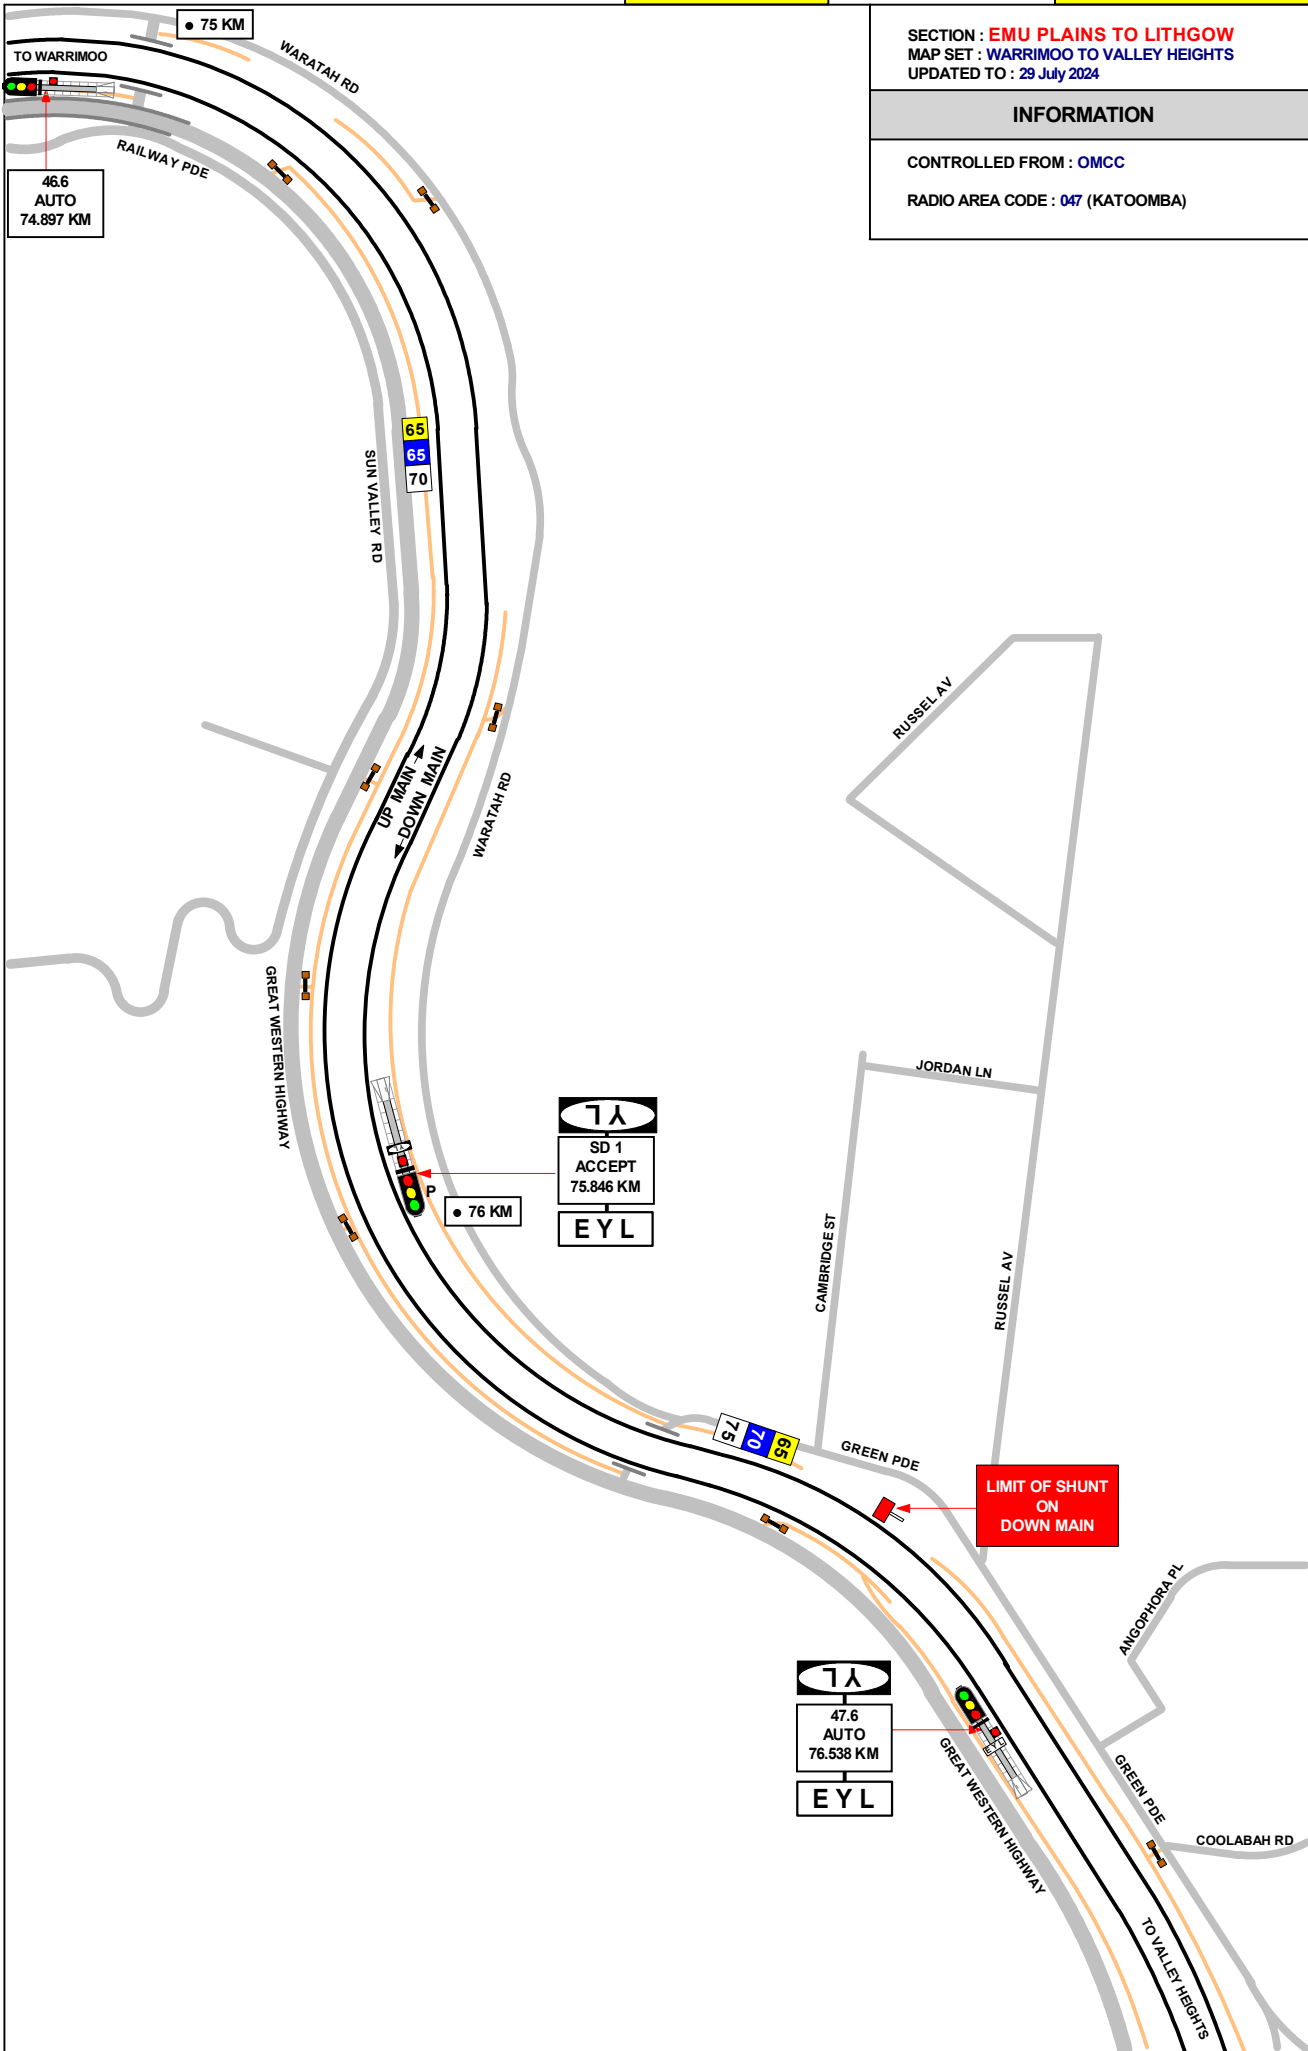 SECTION : EMU PLAINS TO LITHGOW
MAP SET : WARRIMOO TO VALLEY HEIGHTS
UPDATED TO : 29 July 2024
INFORMATION
CONTROLLED FROM : OMCC
RADIO AREA CODE : 047 (KATOOMBA)
● 75 KM
TO WARRIMOO
WARATAH RD
RAILWAY PDE
46.6
AUTO
74.897 KM
65
65
70
SUN VALLEY RD
RUSSEL AV
UP MAIN
DOWN MAIN
WARATAH RD
GREAT WESTERN HIGHWAY
JORDAN LN
YL
SD 1
ACCEPT
75.846 KM
EYL
P
● 76 KM
CAMBRIDGE ST
RUSSEL AV
75
70
65
GREEN PDE
LIMIT OF SHUNT
ON
DOWN MAIN
ANGOPHORA PL
YL
47.6
AUTO
76.538 KM
EYL
EYL
GREAT WESTERN HIGHWAY
GREEN PDE
COOLABAH RD
TO VALLEY HEIGHTS